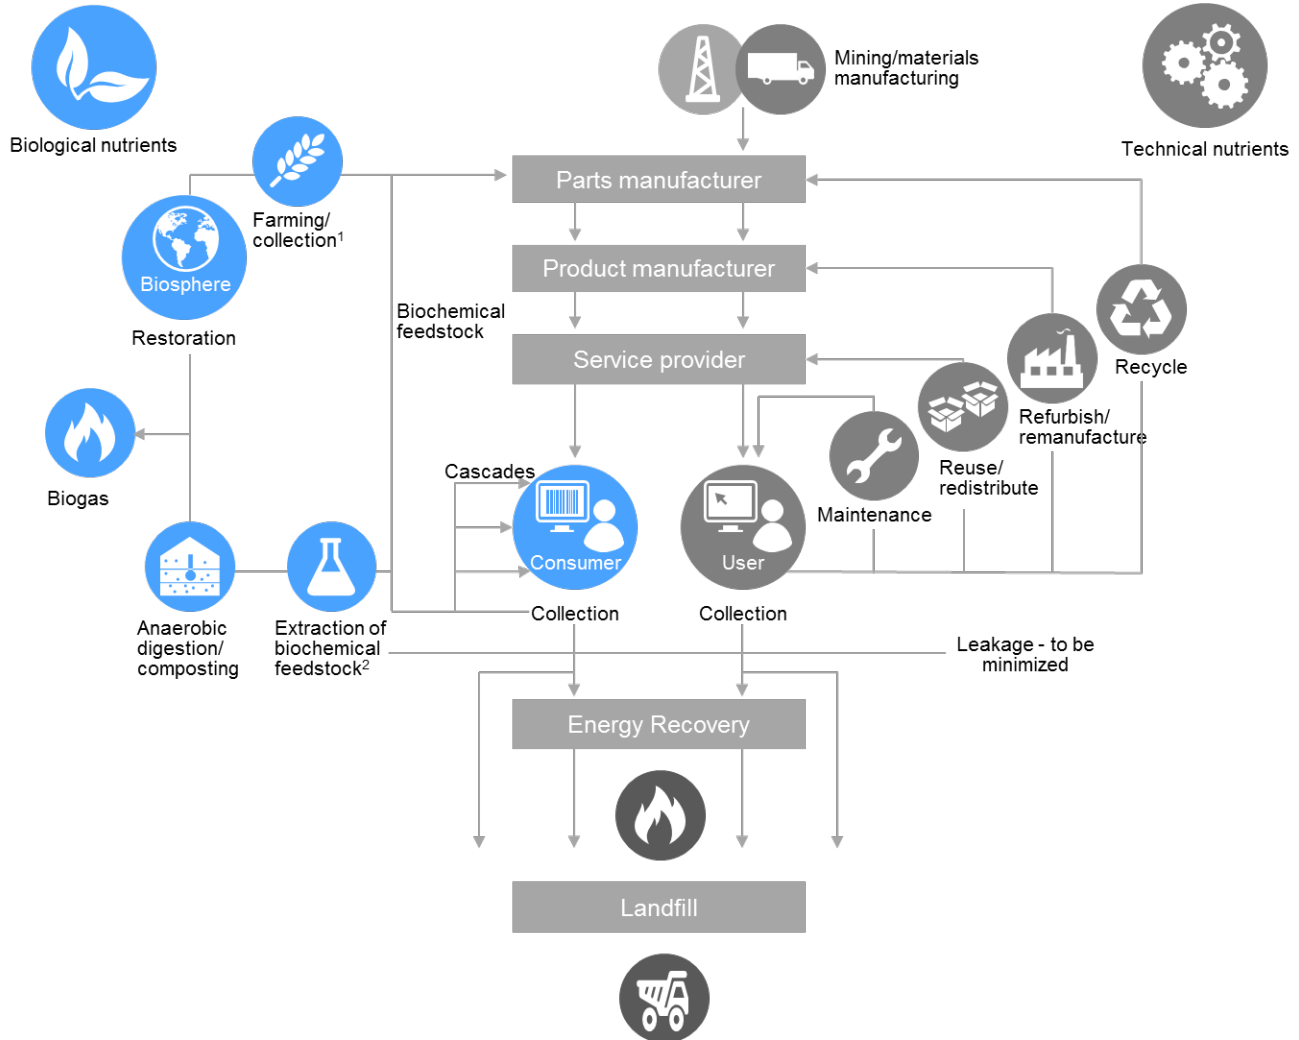 Mining/materials
manufacturing
Biological nutrients
Technical nutrients
Parts manufacturer
Farming/
collection¹
Biosphere
Product manufacturer
Restoration
Biochemical
feedstock
Service provider
Recycle
Refurbish/
remanufacture
Reuse/
redistribute
Maintenance
Biogas
Cascades
Consumer
User
Collection
Collection
Anaerobic
digestion/
composting
Extraction of
biochemical
feedstock²
Leakage - to be
minimized
Energy Recovery
Landfill